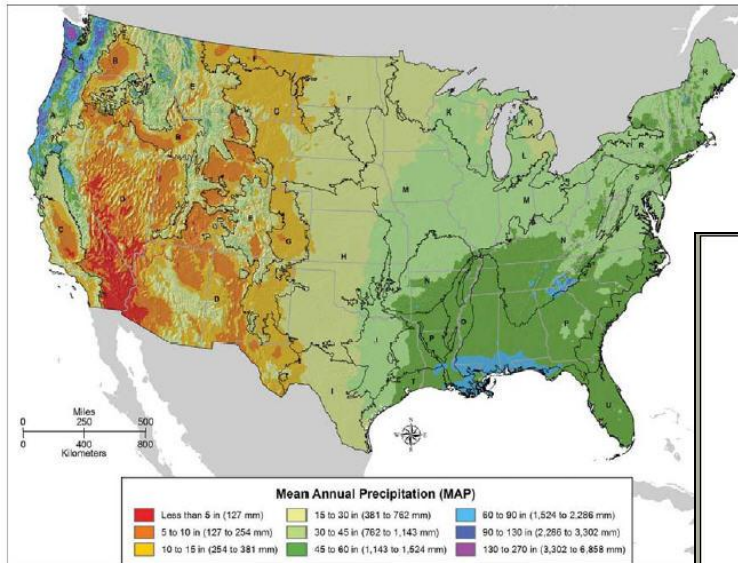 A
B
E
F
F
G
K
K
L
R
R
S
A
B
D
E
C
G
H
M
M
N
N
D
I
J
O
P
P
T
T
U
Miles
0 250 500
0 400 800
Kilometers
N
W E
S
Mean Annual Precipitation (MAP)
Less than 5 in (127 mm)
5 to 10 in (127 to 254 mm)
10 to 15 in (254 to 381 mm)
15 to 30 in (381 to 762 mm)
30 to 45 in (762 to 1,143 mm)
45 to 60 in (1,143 to 1,524 mm)
60 to 90 in (1,524 to 2,286 mm)
90 to 130 in (2,286 to 3,302 mm)
130 to 270 in (3,302 to 6,858 mm)